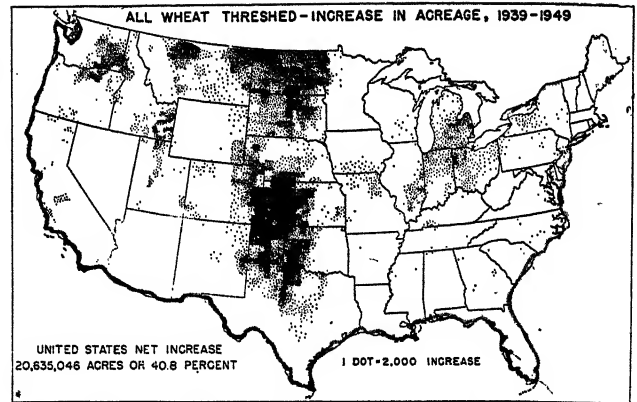 ALL WHEAT THRESHED-INCREASE IN ACREAGE, 1939-1949
UNITED STATES NET INCREASE
20,635,046 ACRES OR 40.8 PERCENT
1 DOT=2,000 INCREASE